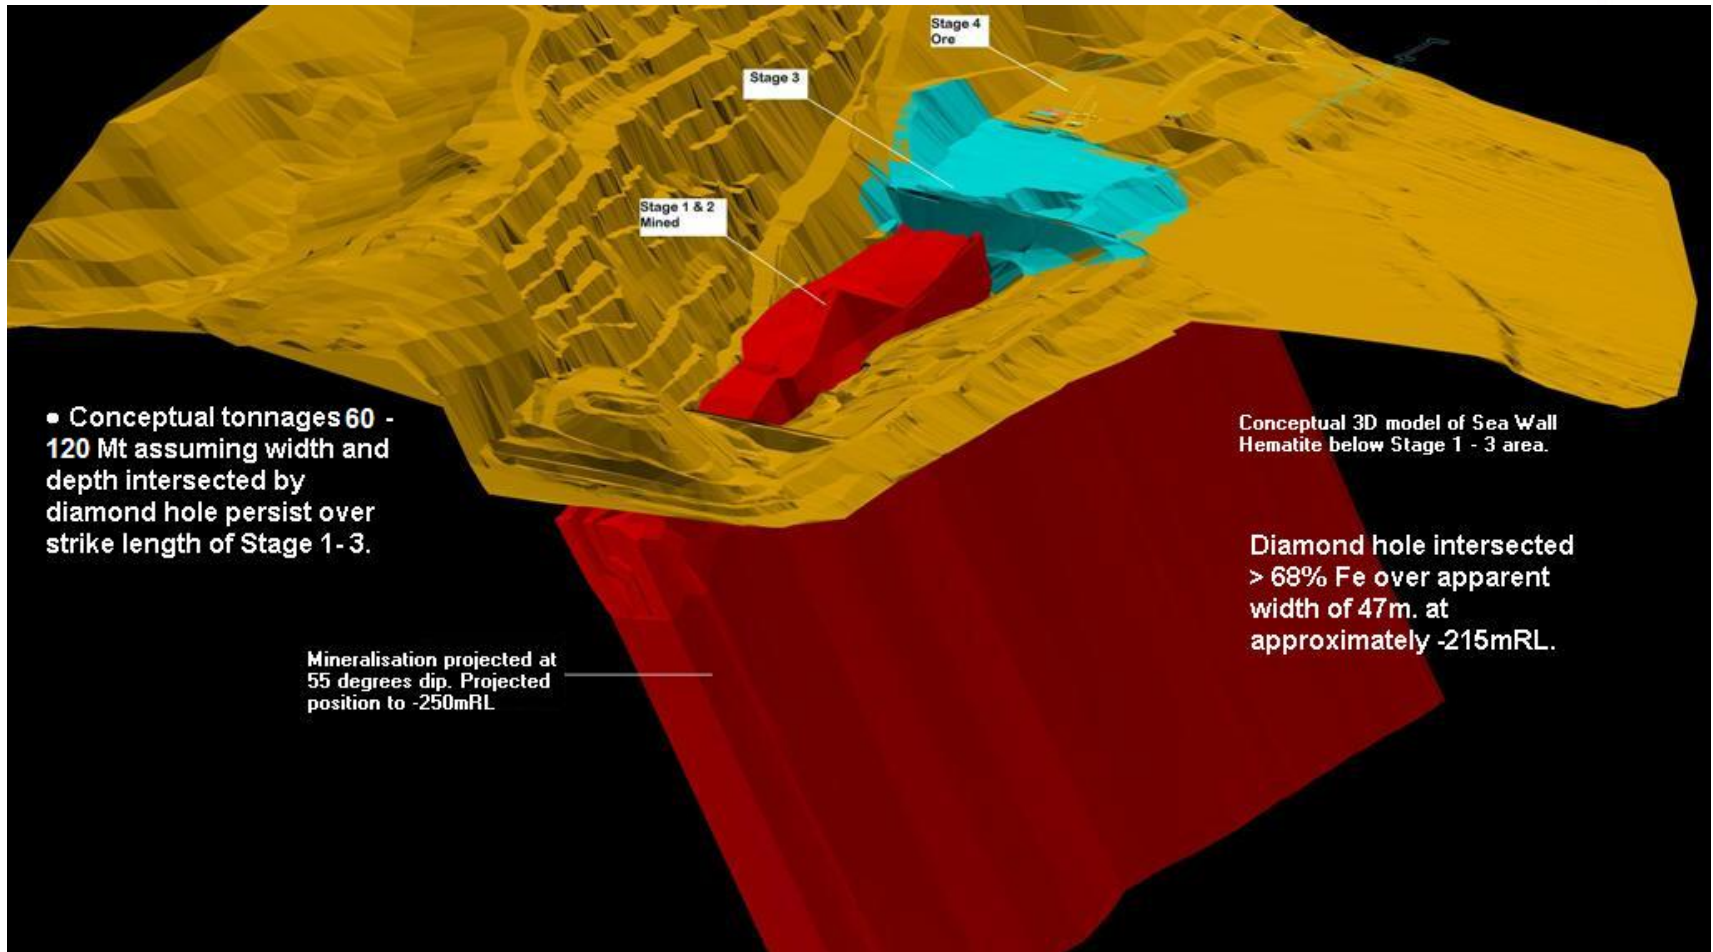 Stage 4
Ore
Stage 3
Stage 1 & 2
Mined
• Conceptual tonnages 60 -
120 Mt assuming width and
depth intersected by
diamond hole persist over
strike length of Stage 1- 3.
Conceptual 3D model of Sea Wall
Hematite below Stage 1 - 3 area.
Diamond hole intersected
> 68% Fe over apparent
width of 47m. at
approximately -215mRL.
Mineralisation projected at
55 degrees dip. Projected
position to -250mRL